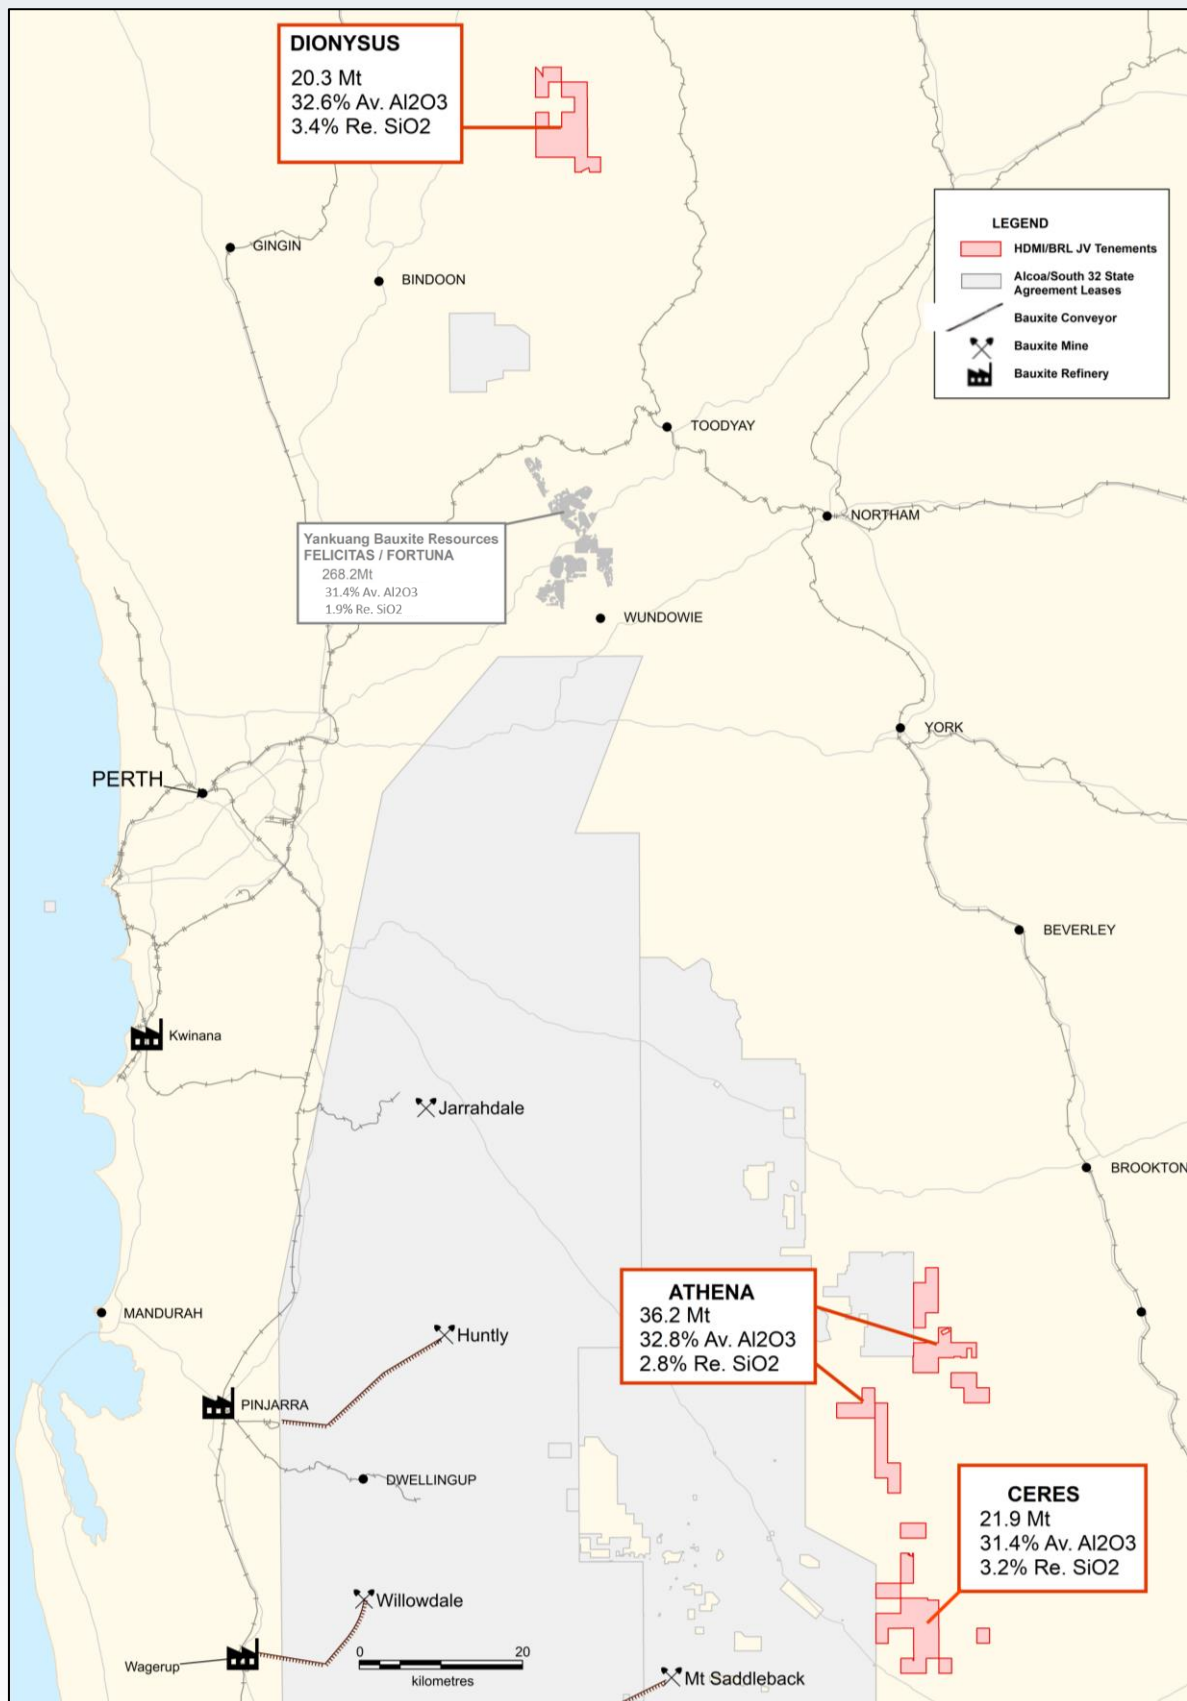 DIONYSUS
20.3 Mt
32.6% Av. Al2O3
3.4% Re. SiO2
GINGIN
BINDOON
LEGEND
HDMI/BRL JV Tenements
Alcoa/South 32 State
Agreement Leases
Bauxite Conveyor
Bauxite Mine
Bauxite Refinery
TOODYAY
NORTHAM
Yankuang Bauxite Resources
FELICITAS / FORTUNA
268.2Mt
31.4% Av. Al2O3
1.9% Re. SiO2
WUNDOWIE
YORK
PERTH
BEVERLEY
Kwinana
Jarrahdale
BROOKTON
MANDURAH
Huntly
ATHENA
36.2 Mt
32.8% Av. Al2O3
2.8% Re. SiO2
PINJARRA
DWELLINGUP
CERES
21.9 Mt
31.4% Av. Al2O3
3.2% Re. SiO2
Willowdale
Wagerup
0 20
kilometres
Mt Saddleback